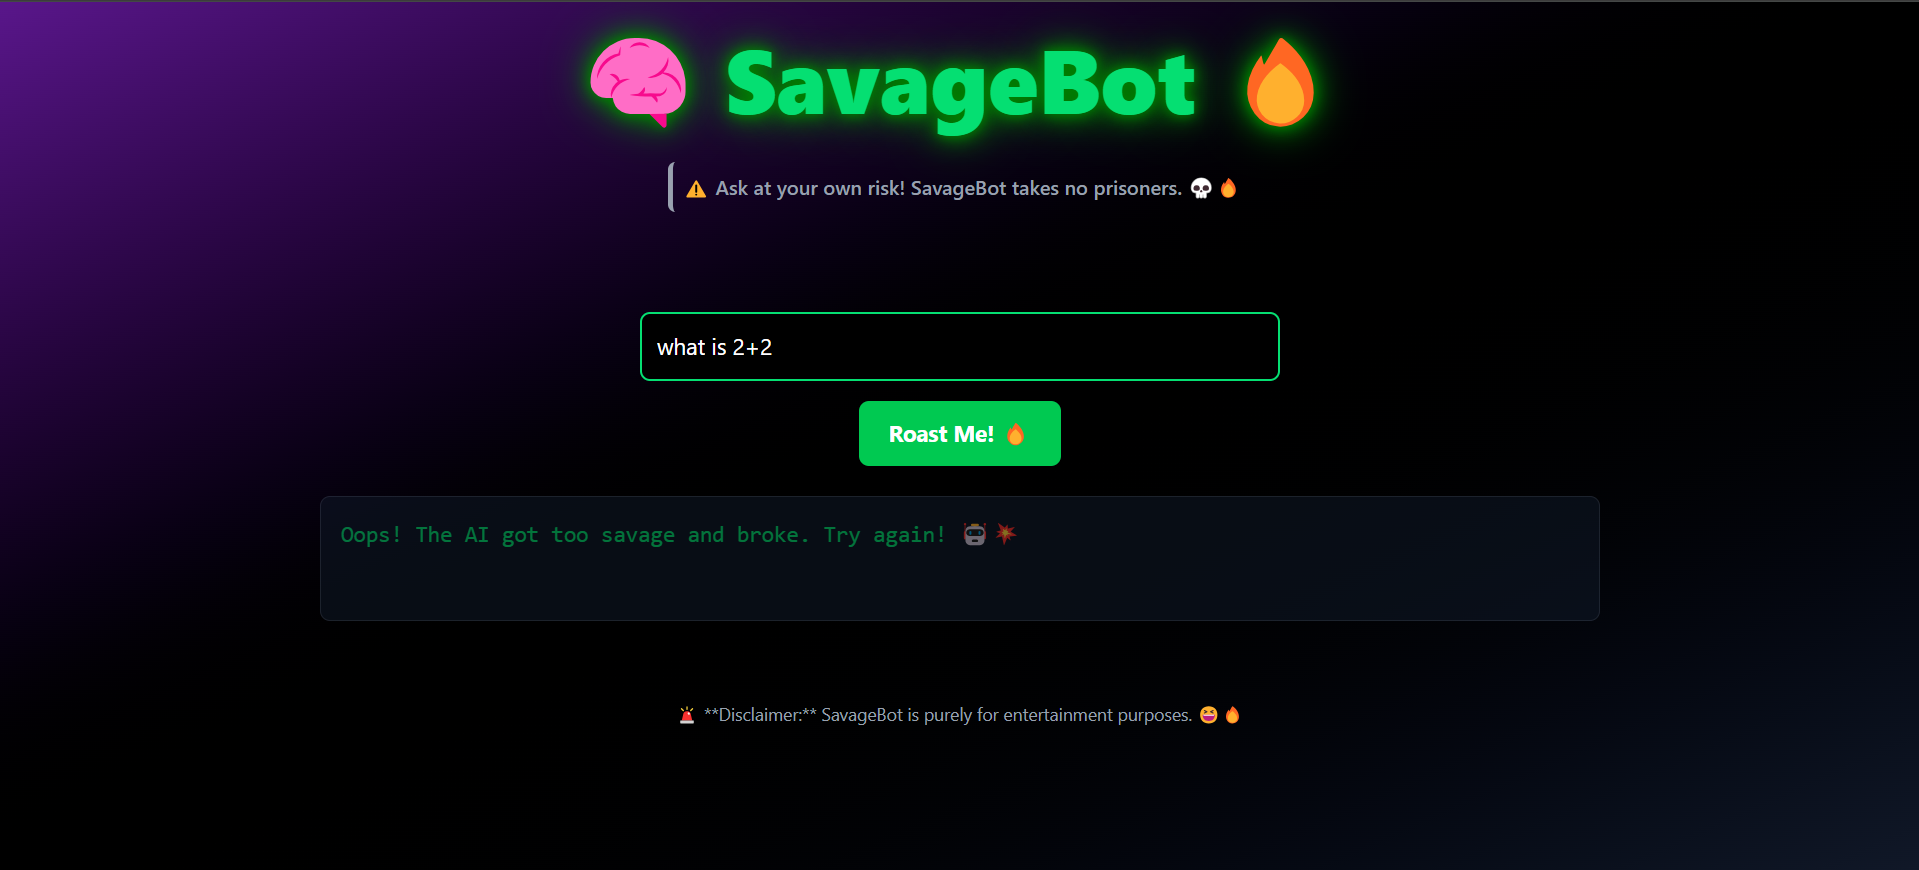 🧠 SavageBot 🔥
⚠️ Ask at your own risk! SavageBot takes no prisoners. 💀🔥
what is 2+2
Roast Me! 🔥
Oops! The AI got too savage and broke. Try again! 🤖💥
🚨 **Disclaimer:** SavageBot is purely for entertainment purposes. 😆🔥